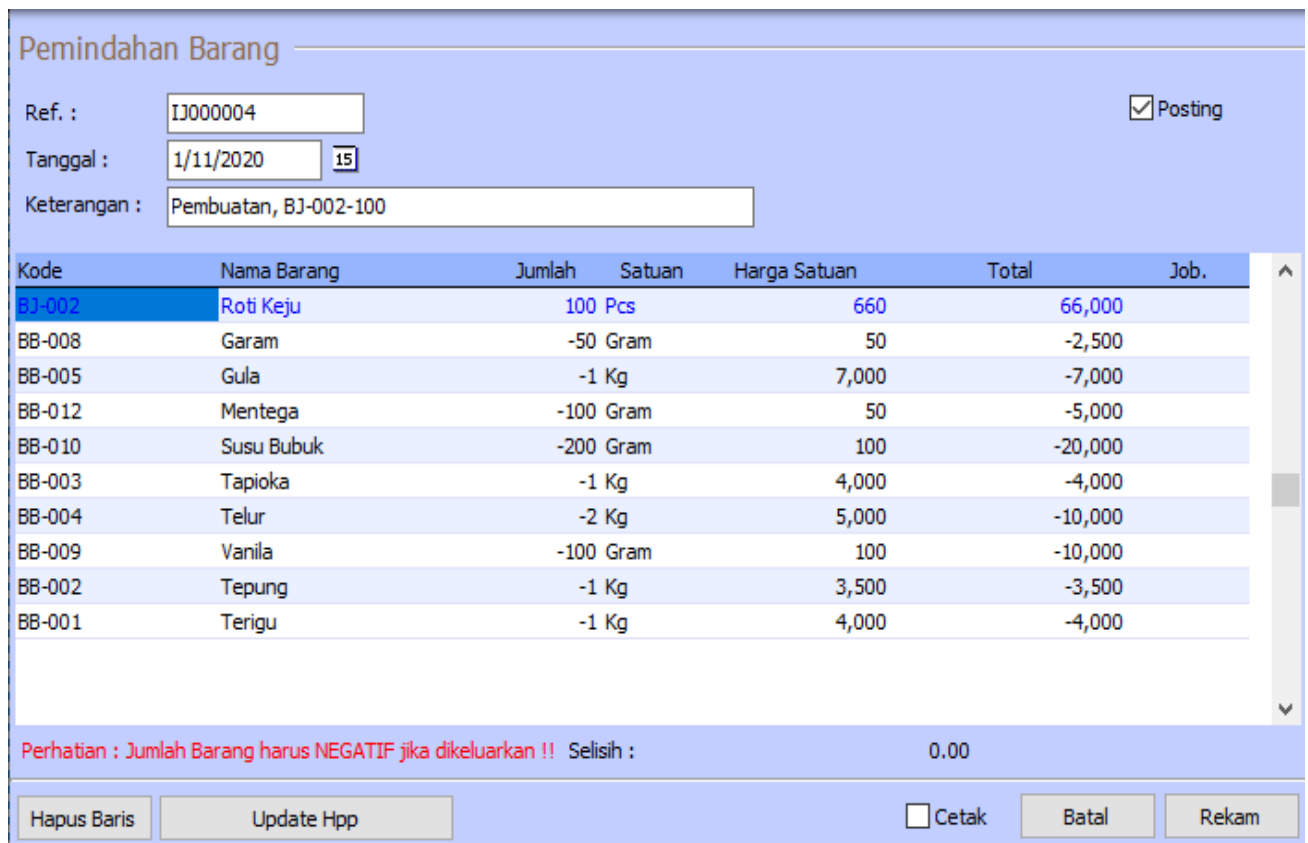 Pemindahan Barang
Ref. : IJ000004 Posting
Tanggal : 1/11/2020 15
Keterangan : Pembuatan, BJ-002-100
Kode Nama Barang Jumlah Satuan Harga Satuan Total Job.
BJ-002 Roti Keju 100 Pcs 660 66,000
BB-008 Garam -50 Gram 50 -2,500
BB-005 Gula -1 Kg 7,000 -7,000
BB-012 Mentega -100 Gram 50 -5,000
BB-010 Susu Bubuk -200 Gram 100 -20,000
BB-003 Tapioka -1 Kg 4,000 -4,000
BB-004 Telur -2 Kg 5,000 -10,000
BB-009 Vanila -100 Gram 100 -10,000
BB-002 Tepung -1 Kg 3,500 -3,500
BB-001 Terigu -1 Kg 4,000 -4,000
Perhatian : Jumlah Barang harus NEGATIF jika dikeluarkan !! Selisih : 0.00
Hapus Baris Update Hpp Cetak Batal Rekam